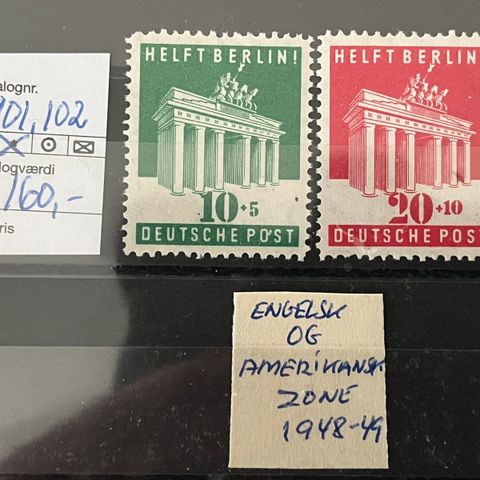 alognr.
101, 102
logværdi
160,-
ris
HELFT BERLIN!
10+5
DEUTSCHE POST
HELFT BERLIN!
20+10
DEUTSCHE POST
ENGELSK
OG
AMERIKANSK
ZONE
1948-49